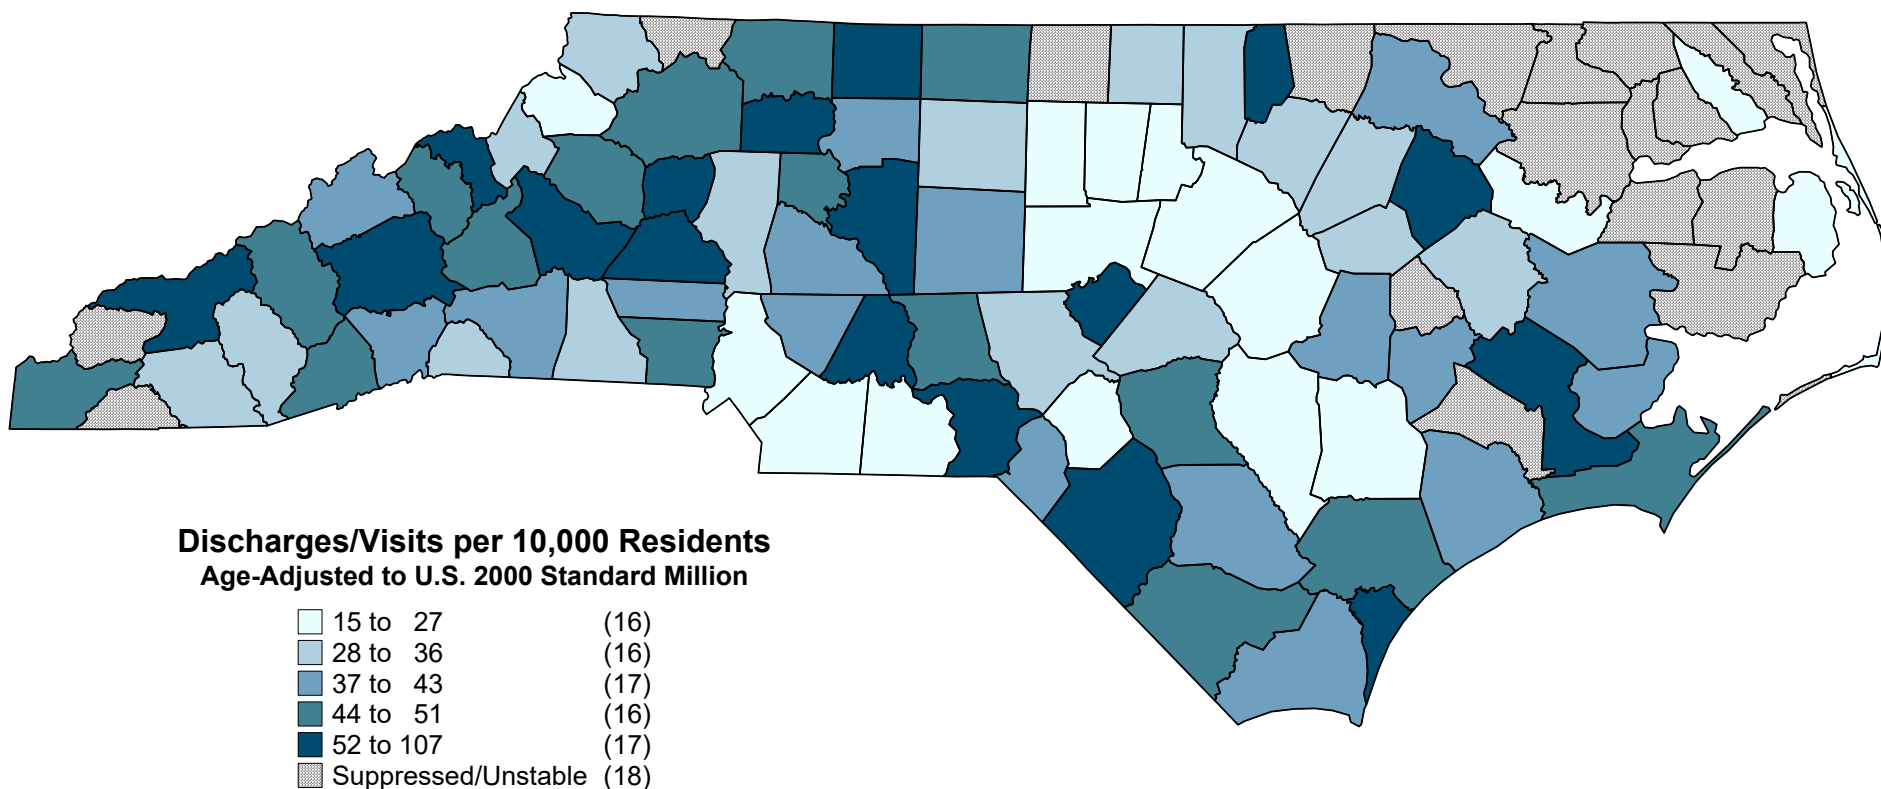 Discharges/Visits per 10,000 Residents
Age-Adjusted to U.S. 2000 Standard Million
15 to 27 (16)
28 to 36 (16)
37 to 43 (17)
44 to 51 (16)
52 to 107 (17)
Suppressed/Unstable (18)